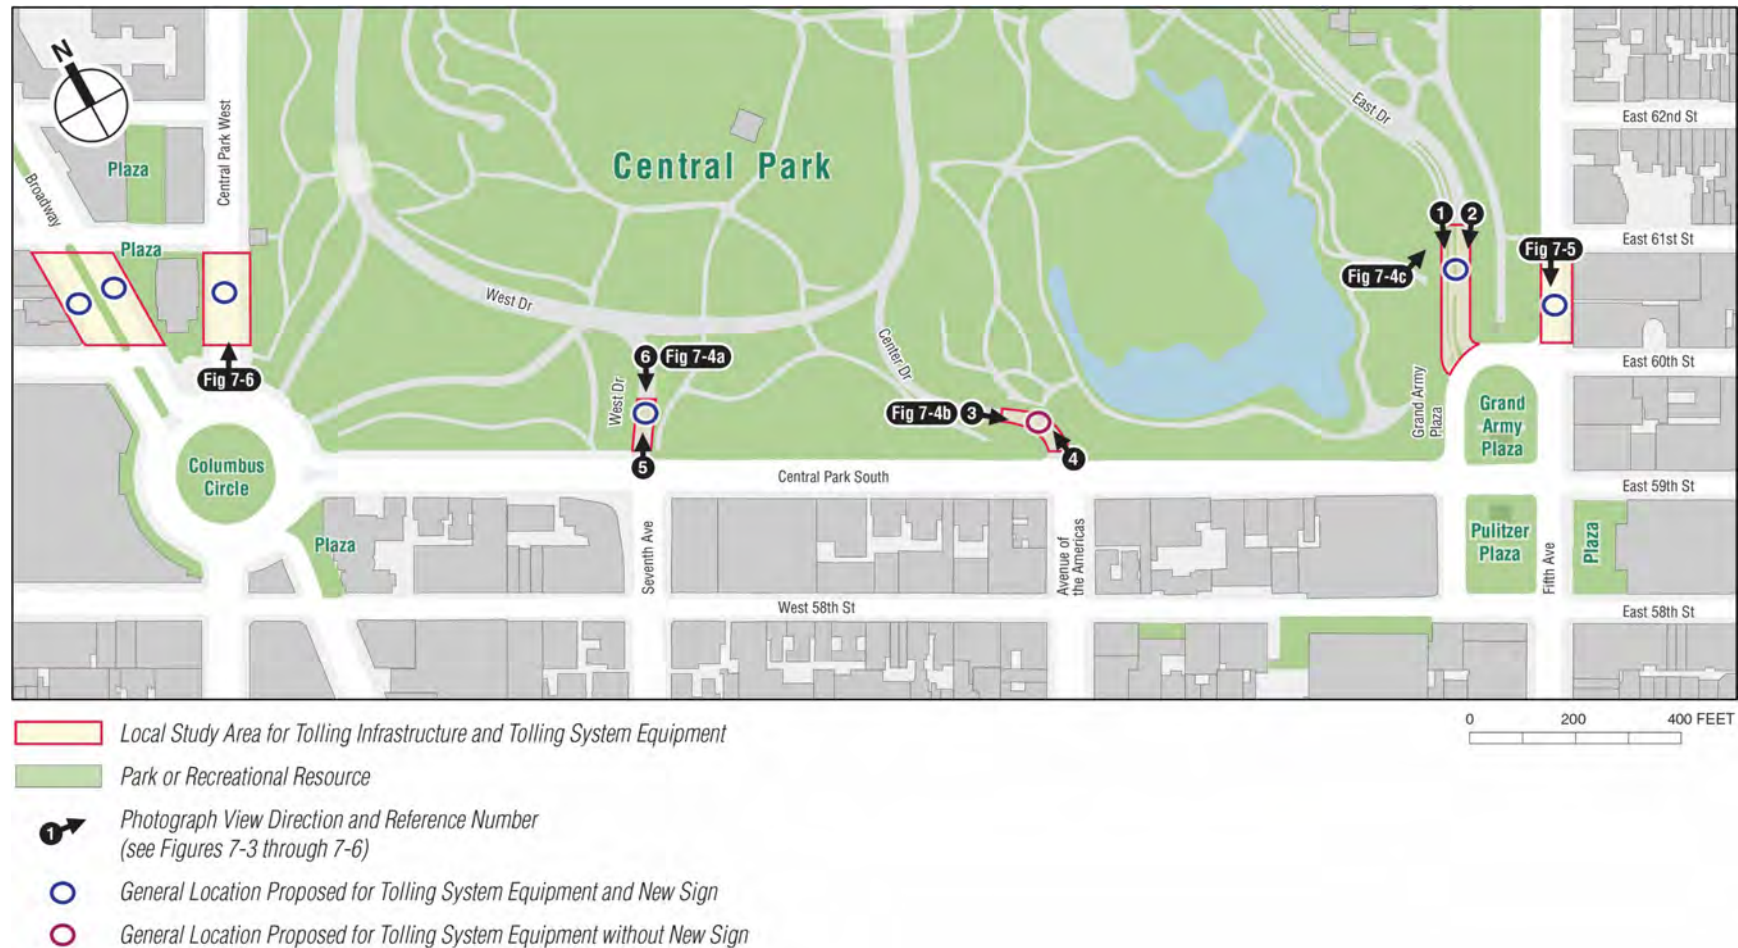 N
Central Park West
Broadway
Plaza
Plaza
Central Park
East Dr
East 62nd St
East 61st St
1
2
Fig 7-5
Fig 7-4c
West Dr
Center Dr
Fig 7-6
6
Fig 7-4a
West Dr
5
Fig 7-4b
3
4
Grand Army
Plaza
Grand
Army
Plaza
East 60th St
Columbus
Circle
Central Park South
East 59th St
Plaza
Seventh Ave
Avenue of
the Americas
Pulitzer
Plaza
Fifth Ave
Plaza
West 58th St
East 58th St
0 200 400 FEET
Local Study Area for Tolling Infrastructure and Tolling System Equipment
Park or Recreational Resource
1
Photograph View Direction and Reference Number
(see Figures 7-3 through 7-6)
General Location Proposed for Tolling System Equipment and New Sign
General Location Proposed for Tolling System Equipment without New Sign